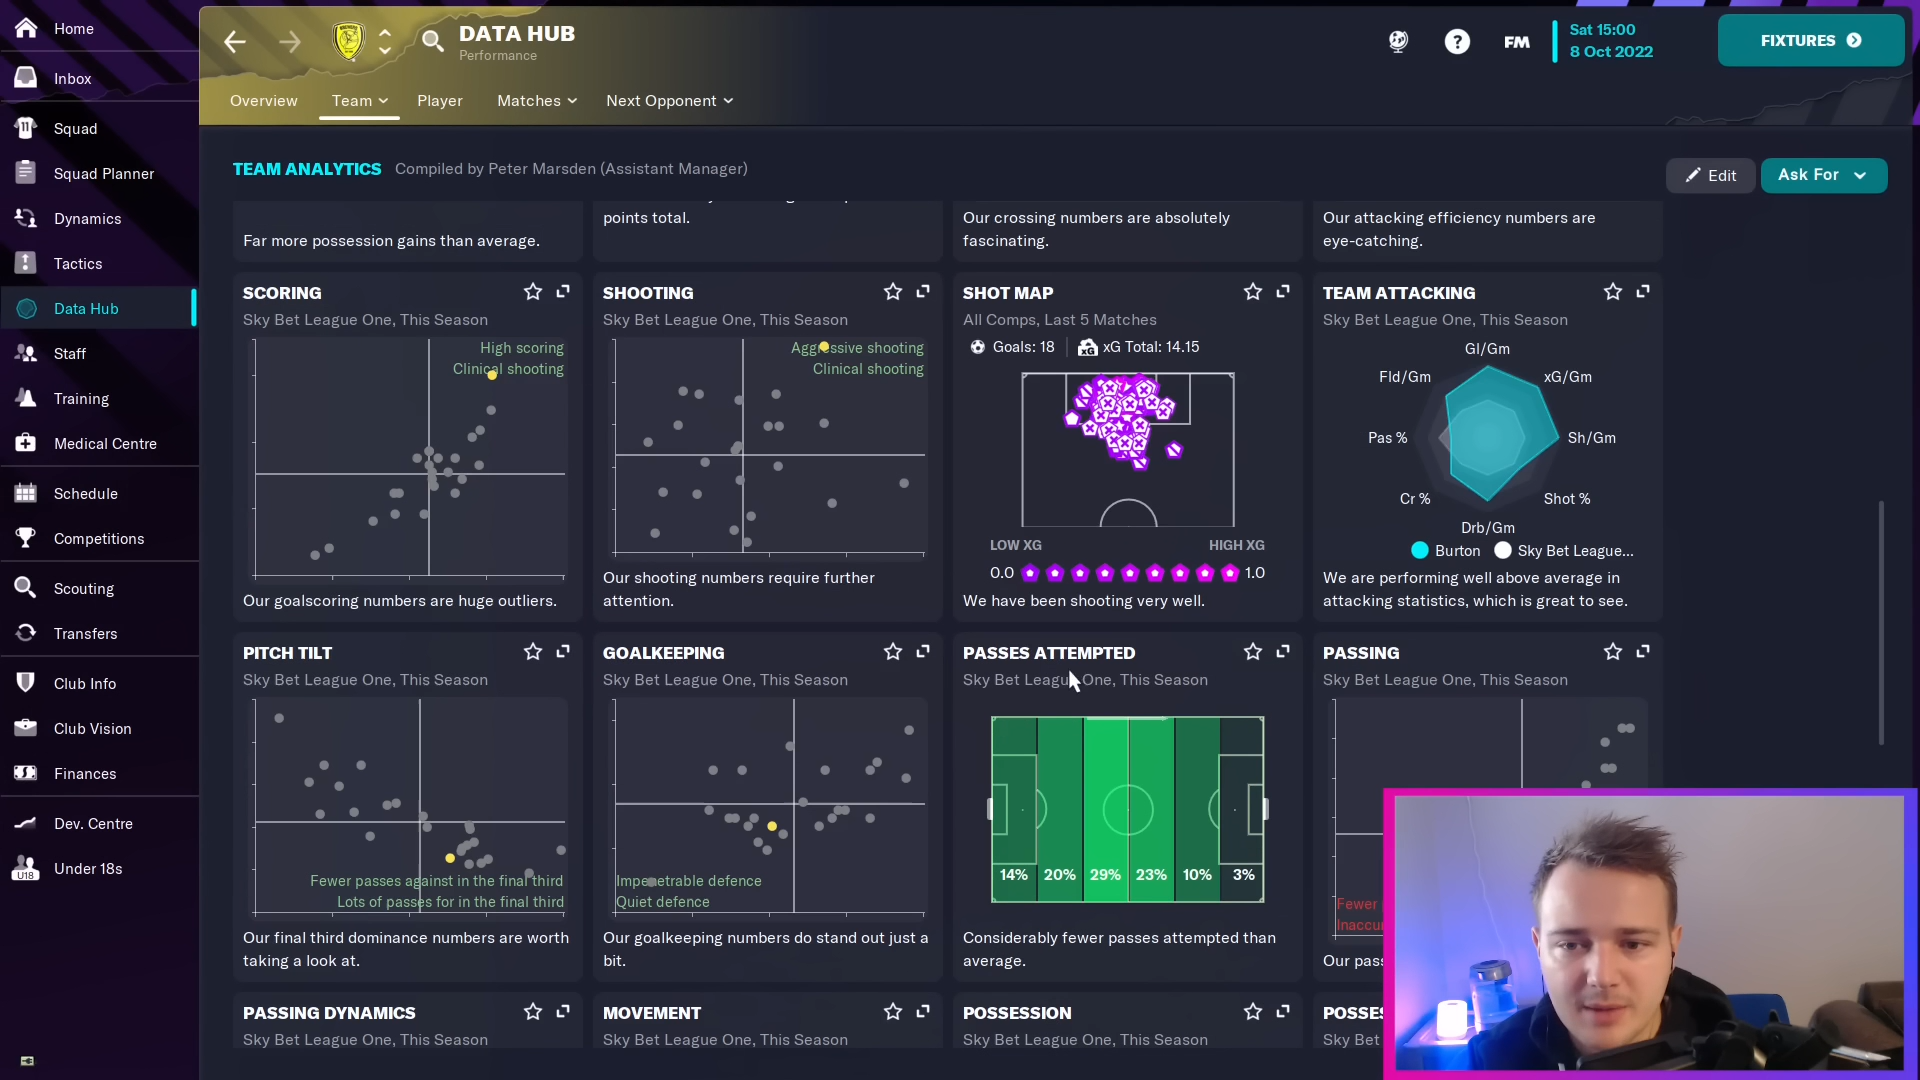 Home
Inbox
Squad
Squad Planner
Dynamics
Tactics
Data Hub
Staff
Training
Medical Centre
Schedule
Competitions
Scouting
Transfers
Club Info
Club Vision
Finances
Dev. Centre
U18 Under 18s
DATA HUB
Performance
FM
Sat 15:00
8 Oct 2022
FIXTURES
Overview Team Player Matches Next Opponent
TEAM ANALYTICS Compiled by Peter Marsden (Assistant Manager)
Edit
Ask For
Far more possession gains than average.
points total.
Our crossing numbers are absolutely
fascinating.
Our attacking efficiency numbers are
eye-catching.
SCORING
Sky Bet League One, This Season
High scoring
Clinical shooting
Our goalscoring numbers are huge outliers.
SHOOTING
Sky Bet League One, This Season
Aggressive shooting
Clinical shooting
Our shooting numbers require further
attention.
SHOT MAP
All Comps, Last 5 Matches
Goals: 18 xG Total: 14.15
LOW XG HIGH XG
0.0 1.0
We have been shooting very well.
TEAM ATTACKING
Sky Bet League One, This Season
Gl/Gm
Fld/Gm xG/Gm
Pas % Sh/Gm
Cr % Shot %
Drb/Gm
Burton Sky Bet League...
We are performing well above average in
attacking statistics, which is great to see.
PITCH TILT
Sky Bet League One, This Season
Fewer passes against in the final third
Lots of passes for in the final third
Our final third dominance numbers are worth
taking a look at.
GOALKEEPING
Sky Bet League One, This Season
Impenetrable defence
Quiet defence
Our goalkeeping numbers do stand out just a
bit.
PASSES ATTEMPTED
Sky Bet League One, This Season
14% 20% 29% 23% 10% 3%
Considerably fewer passes attempted than
average.
PASSING
Sky Bet League One, This Season
Fewer
Inaccu
Our pass
PASSING DYNAMICS
Sky Bet League One, This Season
MOVEMENT
Sky Bet League One, This Season
POSSESSION
Sky Bet League One, This Season
POSSES
Sky Bet